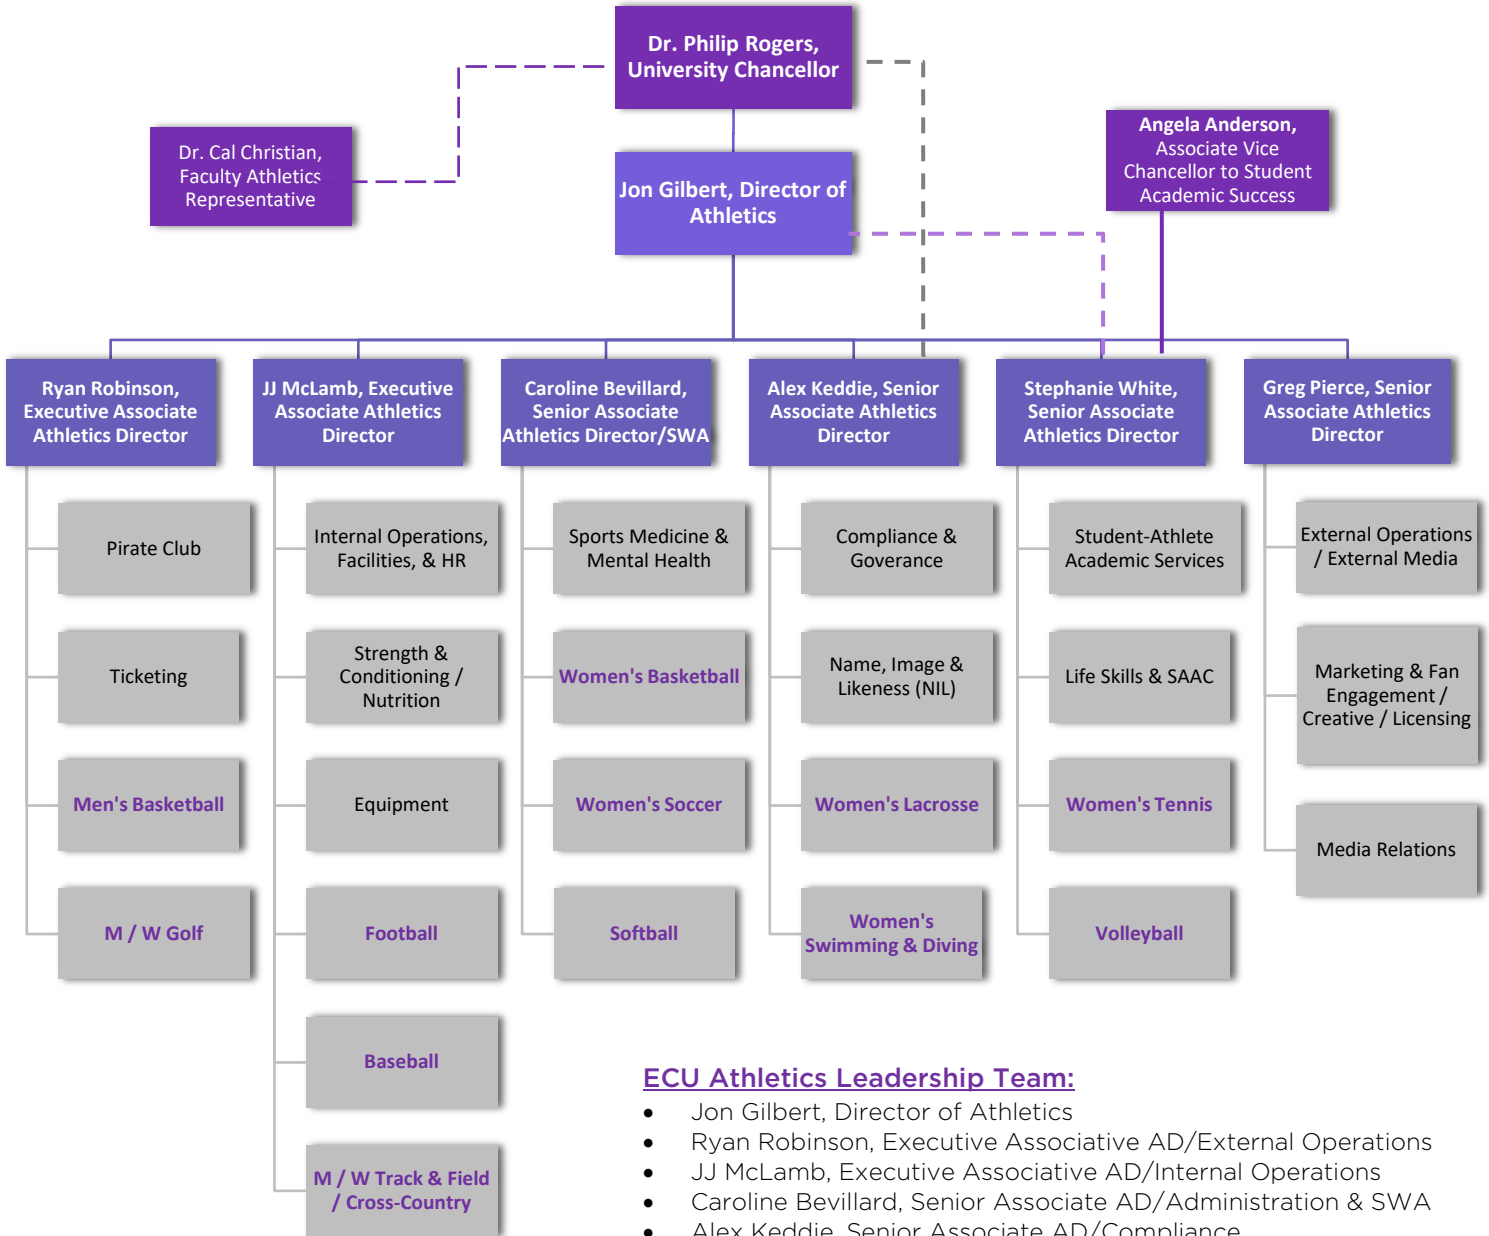 Dr. Philip Rogers,
University Chancellor
Dr. Cal Christian,
Faculty Athletics
Representative
Angela Anderson,
Associate Vice
Chancellor to Student
Academic Success
Jon Gilbert, Director of
Athletics
Ryan Robinson,
Executive Associate
Athletics Director
JJ McLamb, Executive
Associate Athletics
Director
Caroline Bevillard,
Senior Associate
Athletics Director/SWA
Alex Keddie, Senior
Associate Athletics
Director
Stephanie White,
Senior Associate
Athletics Director
Greg Pierce, Senior
Associate Athletics
Director
Pirate Club
Ticketing
Men's Basketball
M / W Golf
Internal Operations,
Facilities, & HR
Strength &
Conditioning /
Nutrition
Equipment
Football
Baseball
M / W Track & Field
/ Cross-Country
Sports Medicine &
Mental Health
Women's Basketball
Women's Soccer
Softball
Compliance &
Goverance
Name, Image &
Likeness (NIL)
Women's Lacrosse
Women's
Swimming & Diving
Student-Athlete
Academic Services
Life Skills & SAAC
Women's Tennis
Volleyball
External Operations
/ External Media
Marketing & Fan
Engagement /
Creative / Licensing
Media Relations
ECU Athletics Leadership Team:
• Jon Gilbert, Director of Athletics
• Ryan Robinson, Executive Associative AD/External Operations
• JJ McLamb, Executive Associative AD/Internal Operations
• Caroline Bevillard, Senior Associate AD/Administration & SWA
• Alex Keddie, Senior Associate AD/Compliance